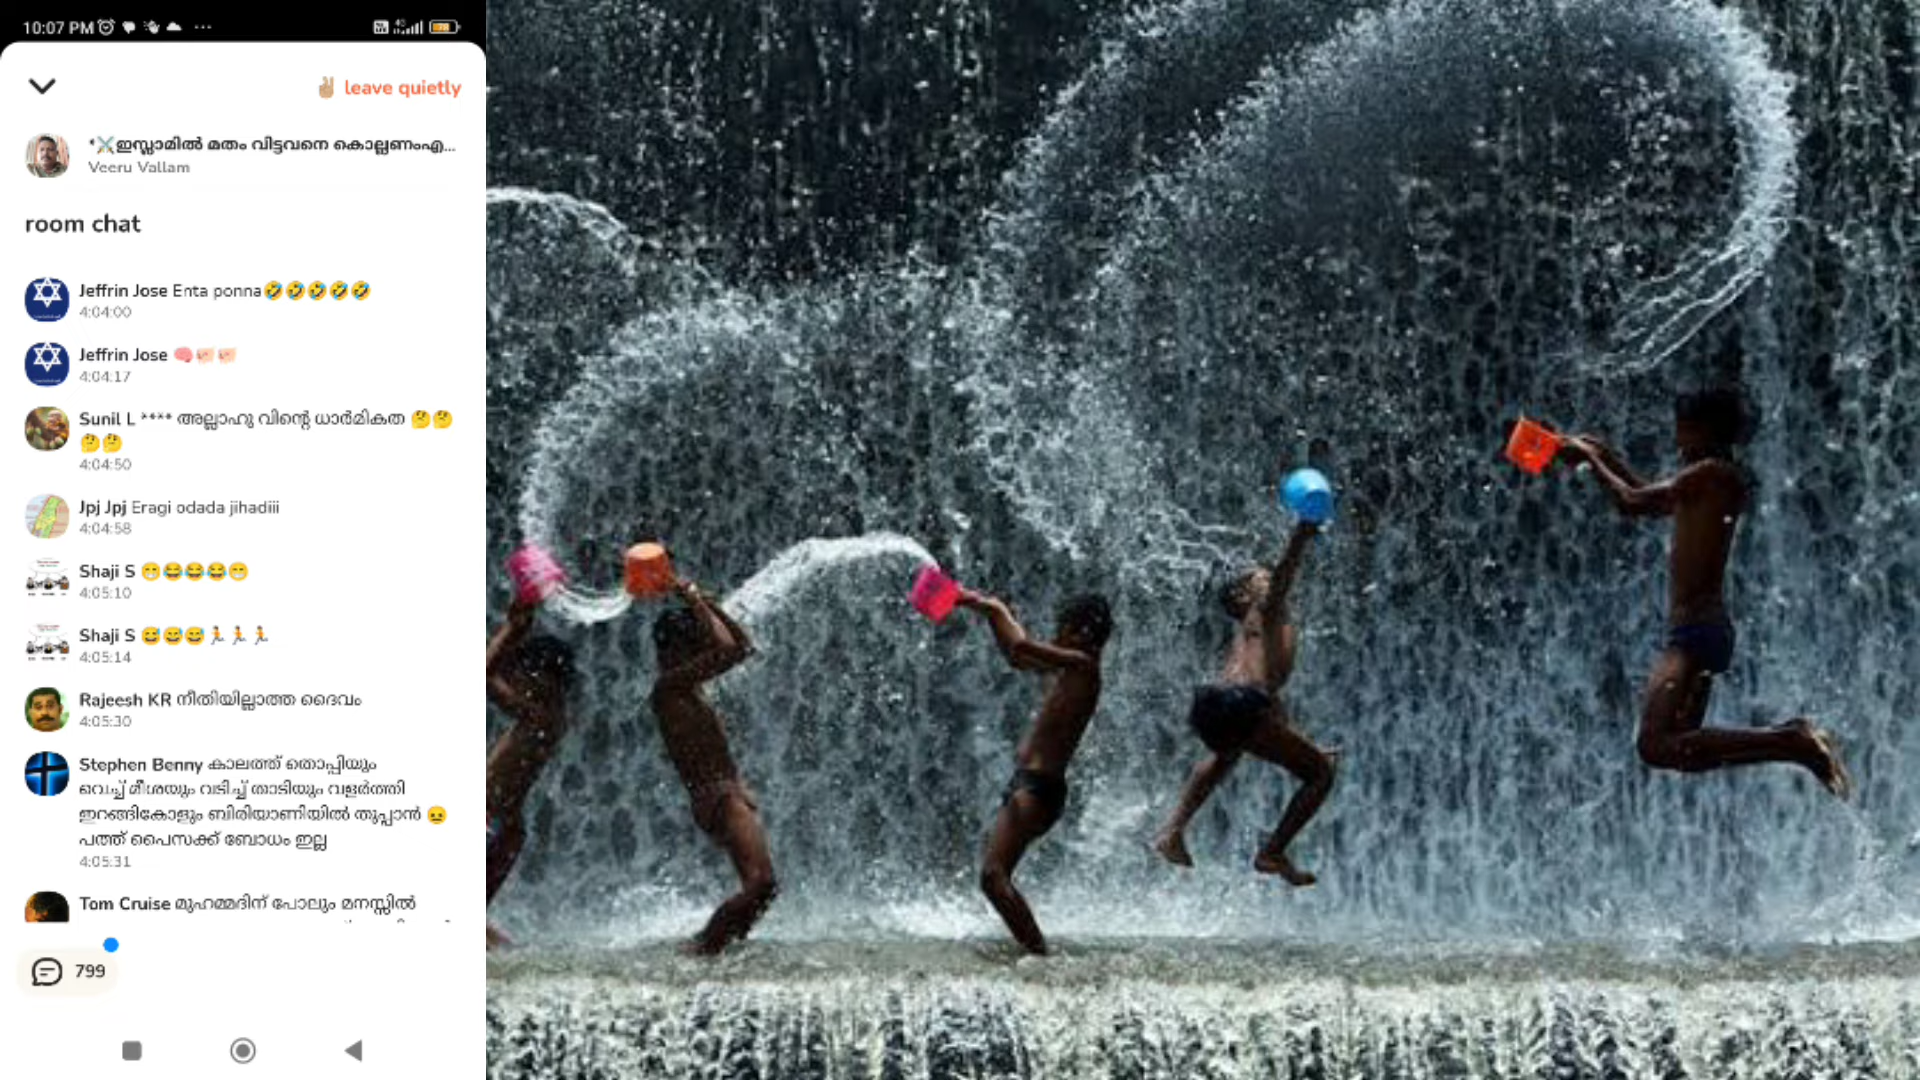 10:07 PM
leave quietly
*⚔️ഇസ്ലാമിൽ മതം വിട്ടവനെ കൊല്ലണംഎ...
Veeru Vallam
room chat
Jeffrin Jose Enta ponna🤣🤣🤣🤣🤣
4:04:00
Jeffrin Jose 🧠🤛🏻🤛🏻
4:04:17
Sunil L **** അല്ലാഹു വിന്റെ ധാർമികത 🤔🤔
🤔🤔
4:04:50
Jpj Jpj Eragi odada jihadiii
4:04:58
Shaji S 😁😂😂😂😁
4:05:10
Shaji S 😅😅😅🏃🏃🏃
4:05:14
Rajeesh KR നീതിയില്ലാത്ത ദൈവം
4:05:30
Stephen Benny കാലത്ത് തൊപ്പിയും
വെച്ച് മീശയും വടിച്ച് താടിയും വളർത്തി
ഇറങ്ങികോളും ബിരിയാണിയിൽ തുപ്പാൻ 😖
പത്ത് പൈസക്ക് ബോധം ഇല്ല
4:05:31
Tom Cruise മുഹമ്മദിന് പോലും മനസ്സിൽ
799